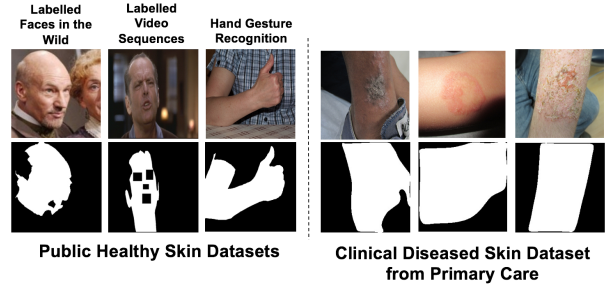 Labelled
Faces in the
Wild
Labelled
Video
Sequences
Hand Gesture
Recognition
Public Healthy Skin Datasets
Clinical Diseased Skin Dataset
from Primary Care